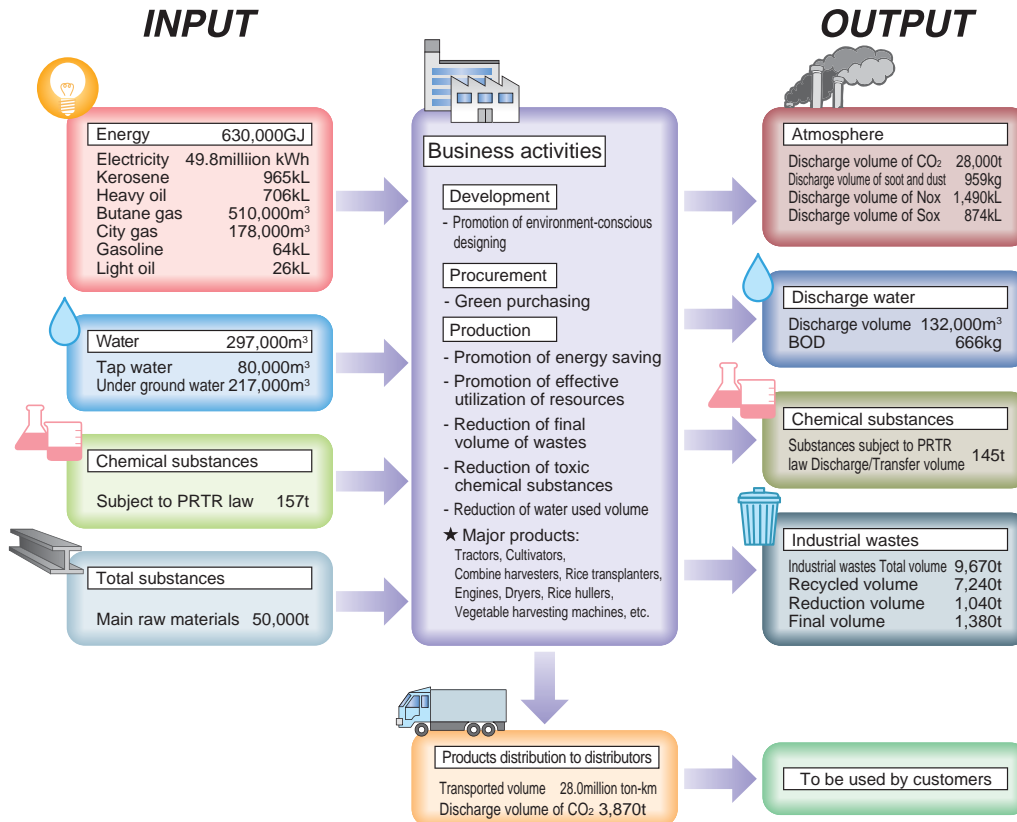 INPUT
OUTPUT
Energy 630,000GJ
Electricity 49.8milliion kWh
Kerosene 965kL
Heavy oil 706kL
Butane gas 510,000m³
City gas 178,000m³
Gasoline 64kL
Light oil 26kL
Water 297,000m³
Tap water 80,000m³
Under ground water 217,000m³
Chemical substances
Subject to PRTR law 157t
Total substances
Main raw materials 50,000t
Business activities
Development
- Promotion of environment-conscious
designing
Procurement
- Green purchasing
Production
- Promotion of energy saving
- Promotion of effective
utilization of resources
- Reduction of final
volume of wastes
- Reduction of toxic
chemical substances
- Reduction of water used volume
★ Major products:
Tractors, Cultivators,
Combine harvesters, Rice transplanters,
Engines, Dryers, Rice hullers,
Vegetable harvesting machines, etc.
Products distribution to distributors
Transported volume 28.0million ton-km
Discharge volume of CO₂ 3,870t
Atmosphere
Discharge volume of CO₂ 28,000t
Discharge volume of soot and dust 959kg
Discharge volume of Nox 1,490kL
Discharge volume of Sox 874kL
Discharge water
Discharge volume 132,000m³
BOD 666kg
Chemical substances
Substances subject to PRTR
law Discharge/Transfer volume 145t
Industrial wastes
Industrial wastes Total volume 9,670t
Recycled volume 7,240t
Reduction volume 1,040t
Final volume 1,380t
To be used by customers